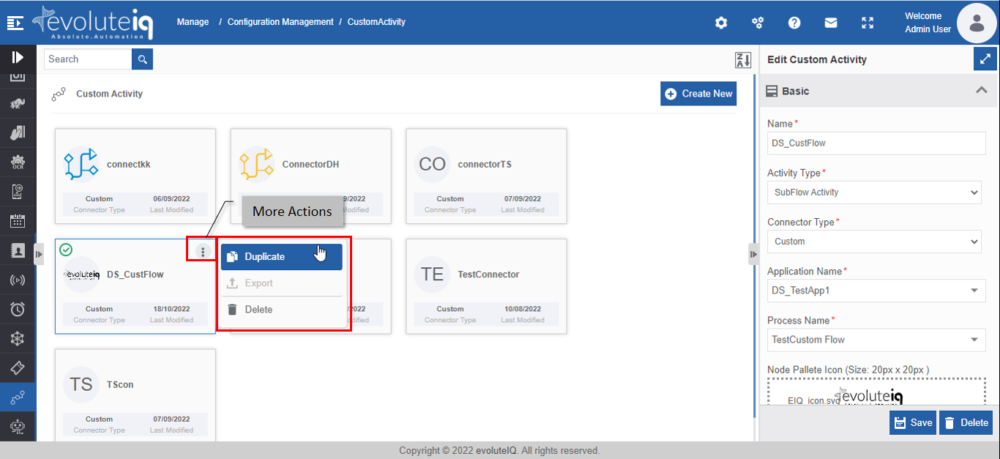 evoluteiq
Absolute.Automation
Manage / Configuration Management / CustomActivity
Welcome
Admin User
Search
Z
A
Edit Custom Activity
Custom Activity
Create New
Basic
connectkk
Custom 06/09/2022
Connector Type Last Modified
ConnectorDH
9/2022
odified
CO connectorTS
Custom 07/09/2022
Connector Type Last Modified
More Actions
evoluteiq DS_CustFlow
Custom 18/10/2022
Connector Type Last Modified
Duplicate
Export
Delete
/2022
odified
TE TestConnector
Custom 10/08/2022
Connector Type Last Modified
TS TScon
Custom 07/09/2022
Connector Type Last Modified
OCR
Name*
DS_CustFlow
Activity Type*
SubFlow Activity
Connector Type*
Custom
Application Name*
DS_TestApp1
Process Name*
TestCustom Flow
Node Pallete Icon (Size: 20px x 20px )
EIQ_icon.svg evoluteiq
Save Delete
Copyright © 2022 evoluteIQ. All rights reserved.